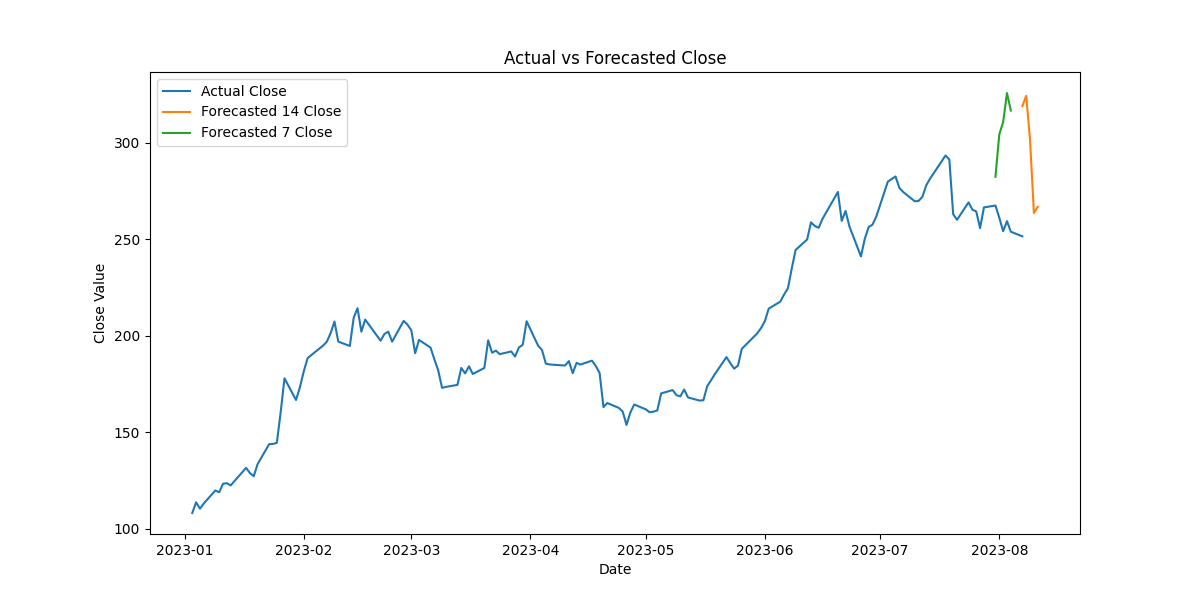 Actual vs Forecasted Close
Actual Close
Forecasted 14 Close
Forecasted 7 Close
Close Value
300
250
200
150
100
2023-01
2023-02
2023-03
2023-04
2023-05
2023-06
2023-07
2023-08
Date